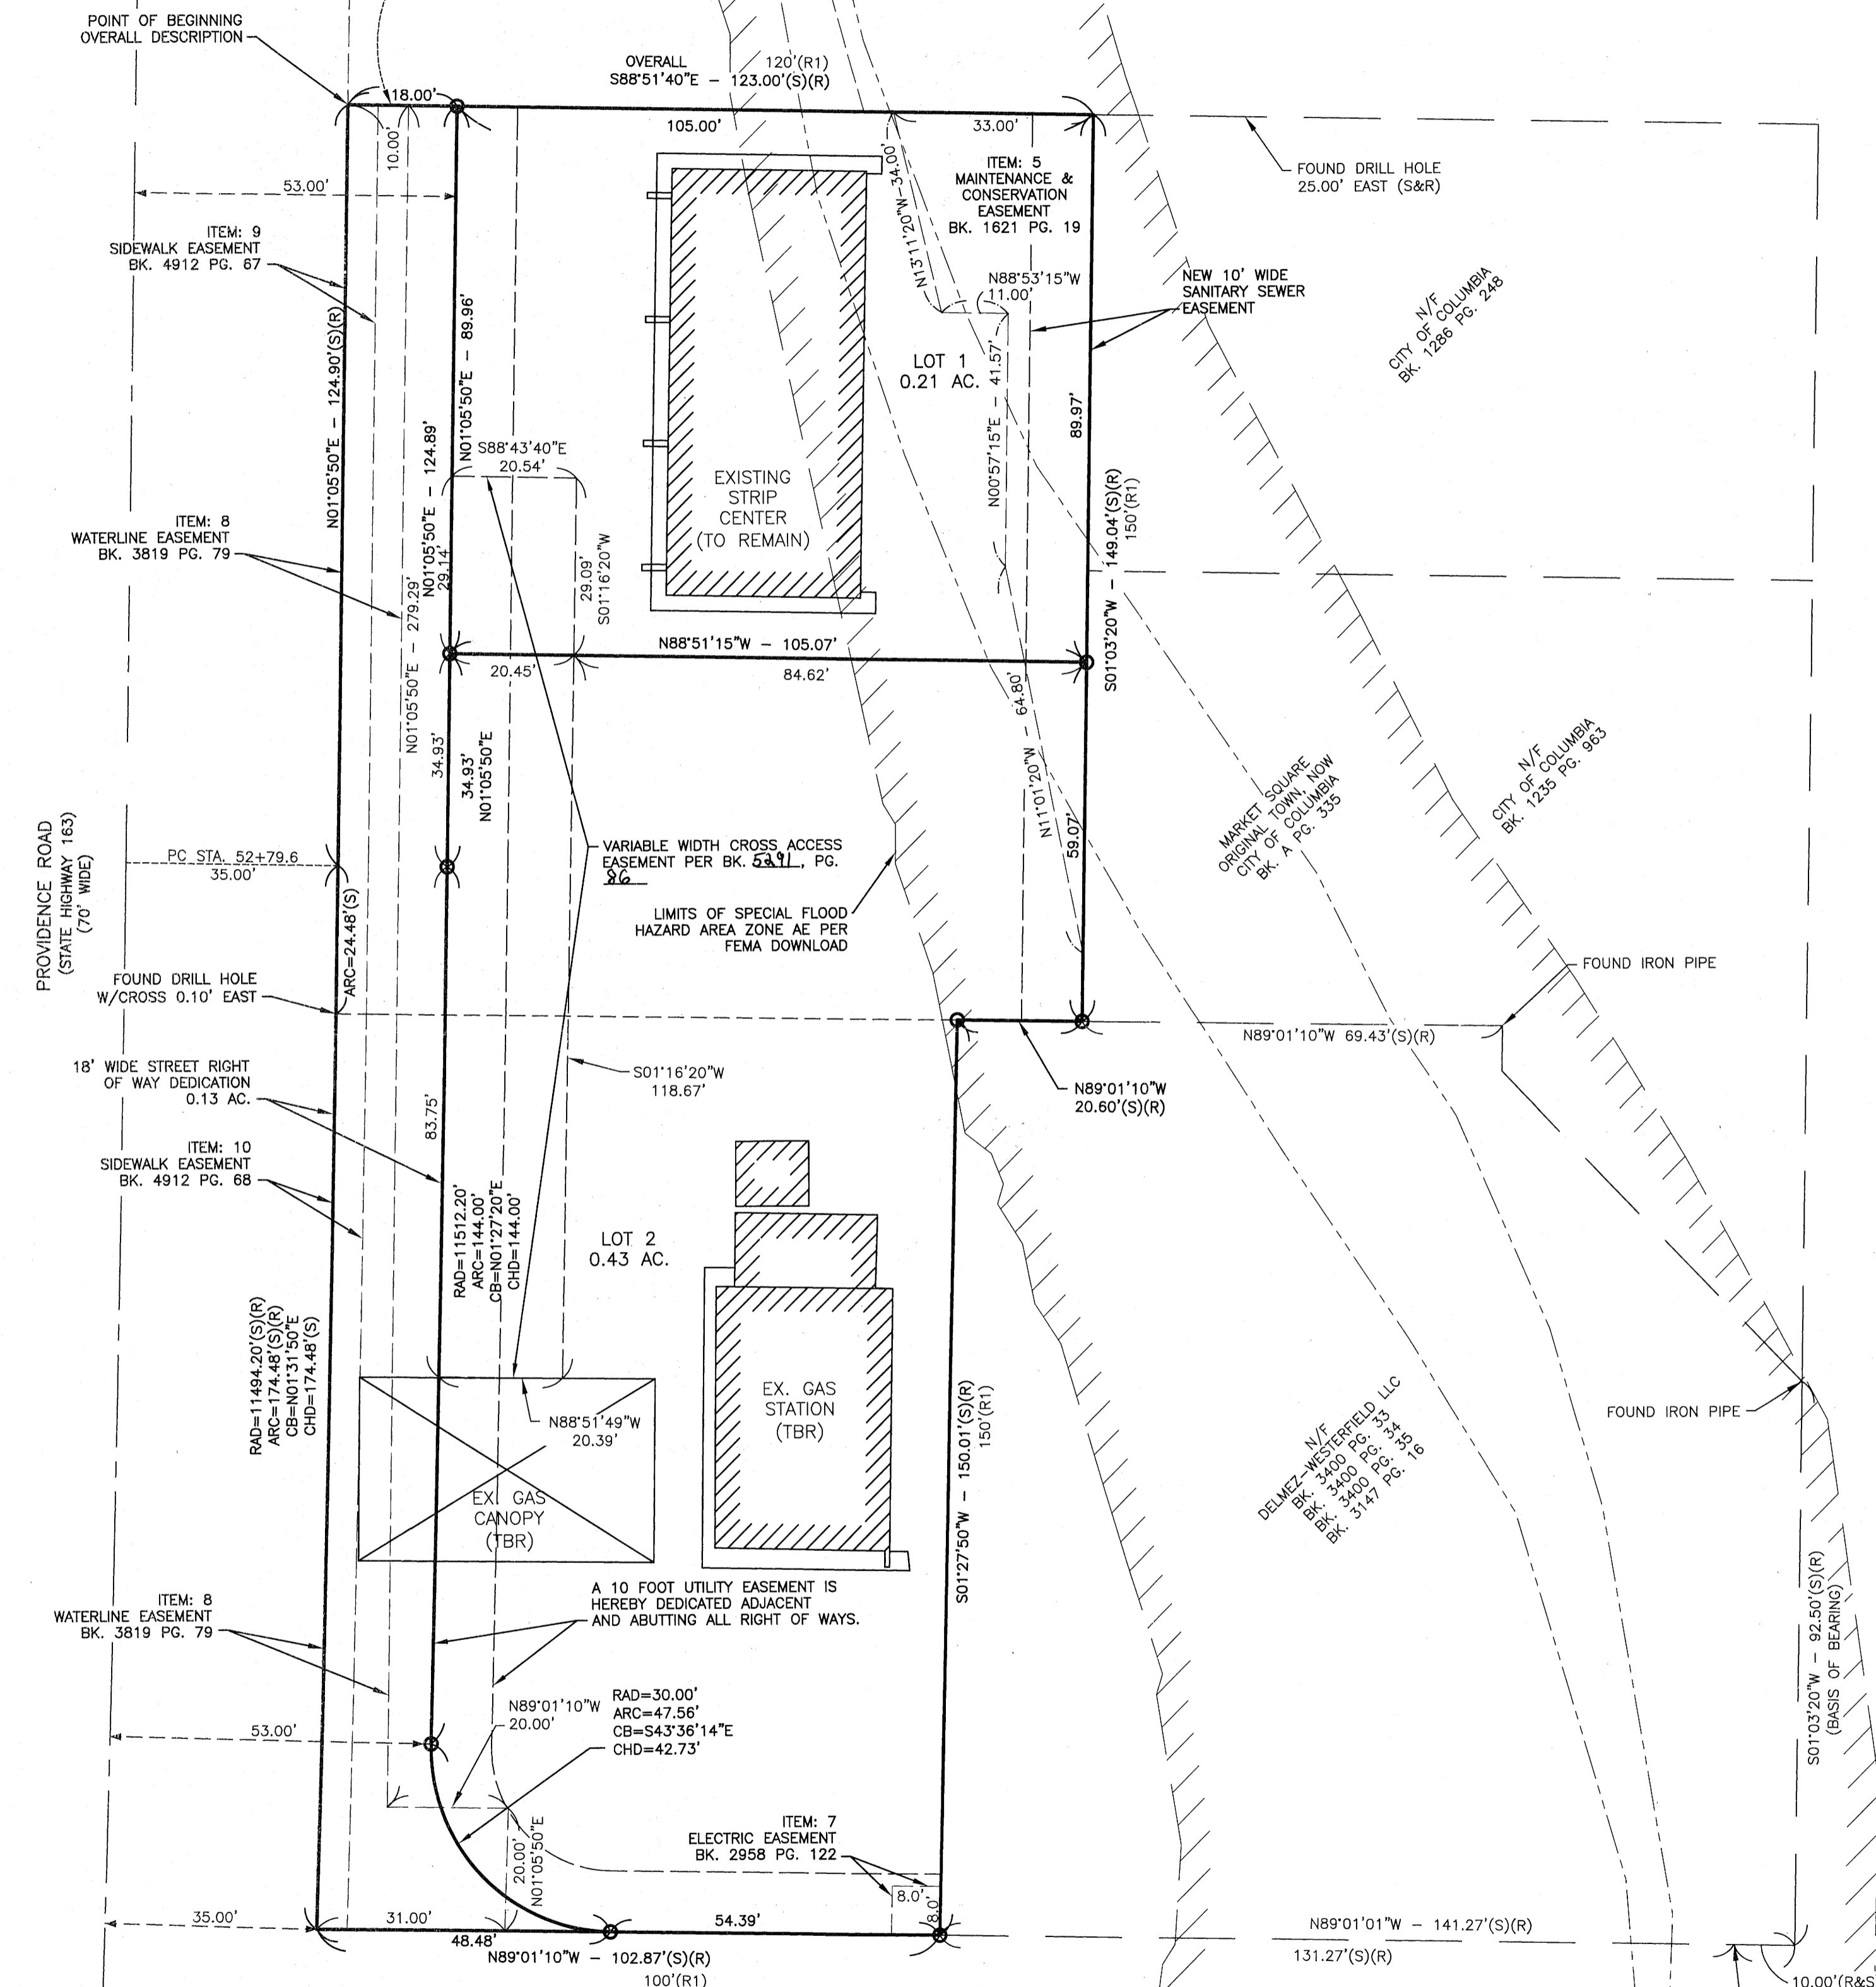 POINT OF BEGINNING
OVERALL DESCRIPTION
OVERALL
120'(R1)
S88°51'40"E – 123.00'(S)(R)
18.00'
105.00'
33.00'
10.00'
53.00'
FOUND DRILL HOLE
25.00' EAST (S&R)
ITEM: 5
MAINTENANCE &
CONSERVATION
EASEMENT
BK. 1621 PG. 19
N13°11'20"W–34.00'
N88°53'15"W
11.00'
NEW 10' WIDE
SANITARY SEWER
EASEMENT
N/F
CITY OF COLUMBIA
BK. 1286 PG. 248
ITEM: 9
SIDEWALK EASEMENT
BK. 4912 PG. 67
N01°05'50"E – 124.90'(S)(R)
N01°05'50"E – 89.96'
N01°05'50"E – 124.89'
LOT 1
0.21 AC.
N00°57'15"E – 41.57'
89.97'
S88°43'40"E
20.54'
EXISTING
STRIP
CENTER
(TO REMAIN)
S01°03'20"W – 149.04'(S)(R)
150'(R1)
ITEM: 8
WATERLINE EASEMENT
BK. 3819 PG. 79
N01°05'50"E – 279.29'
29.14'
29.09'
S01°16'20"W
N88°51'15"W – 105.07'
20.45'
84.62'
64.80'
N11°01'20"W
34.93'
34.93'
N01°05'50"E
59.07'
N/F
CITY OF COLUMBIA
BK. 1235 PG. 963
MARKET SQUARE
ORIGINAL TOWN, NOW
CITY OF COLUMBIA
BK. A PG. 335
PROVIDENCE ROAD
(STATE HIGHWAY 163)
(70' WIDE)
PC STA. 52+79.6
35.00'
VARIABLE WIDTH CROSS ACCESS
EASEMENT PER BK. 5291, PG.
86
LIMITS OF SPECIAL FLOOD
HAZARD AREA ZONE AE PER
FEMA DOWNLOAD
ARC=24.48'(S)
FOUND DRILL HOLE
W/CROSS 0.10' EAST
FOUND IRON PIPE
N89°01'10"W 69.43'(S)(R)
N89°01'10"W
20.60'(S)(R)
S01°16'20"W
118.67'
18' WIDE STREET RIGHT
OF WAY DEDICATION
0.13 AC.
83.75'
ITEM: 10
SIDEWALK EASEMENT
BK. 4912 PG. 68
RAD=11512.20'
ARC=144.00'
CB=N01°27'20"E
CHD=144.00'
LOT 2
0.43 AC.
RAD=11494.20'(S)(R)
ARC=174.48'(S)(R)
CB=N01°31'50"E
CHD=174.48'(S)
N88°51'49"W
20.39'
EX. GAS
CANOPY
(TBR)
EX. GAS
STATION
(TBR)
S01°27'50"W – 150.01'(S)(R)
150'(R1)
N/F
DELMEZ–WESTERFIELD LLC
BK. 3400 PG. 33
BK. 3400 PG. 34
BK. 3400 PG. 35
BK. 3147 PG. 16
FOUND IRON PIPE
A 10 FOOT UTILITY EASEMENT IS
HEREBY DEDICATED ADJACENT
AND ABUTTING ALL RIGHT OF WAYS.
ITEM: 8
WATERLINE EASEMENT
BK. 3819 PG. 79
S01°03'20"W – 92.50'(S)(R)
(BASIS OF BEARING)
53.00'
N89°01'10"W
20.00'
RAD=30.00'
ARC=47.56'
CB=S43°36'14"E
CHD=42.73'
ITEM: 7
ELECTRIC EASEMENT
BK. 2958 PG. 122
20.00'
N01°05'50"E
8.0'
8.0'
35.00'
31.00'
48.48'
54.39'
N89°01'10"W – 102.87'(S)(R)
100'(R1)
N89°01'01"W – 141.27'(S)(R)
131.27'(S)(R)
10.00'(R&S